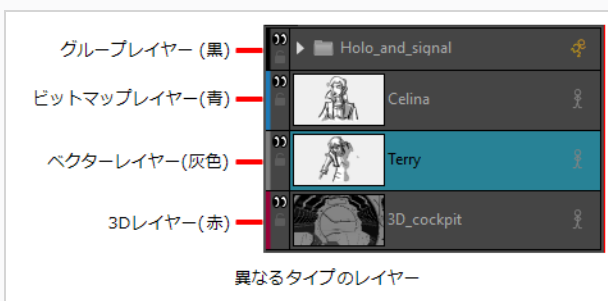 グループレイヤー (黒)
Holo_and_signal
ビットマップレイヤー(青)
Celina
ベクターレイヤー(灰色)
Terry
3Dレイヤー(赤)
3D_cockpit
異なるタイプのレイヤー